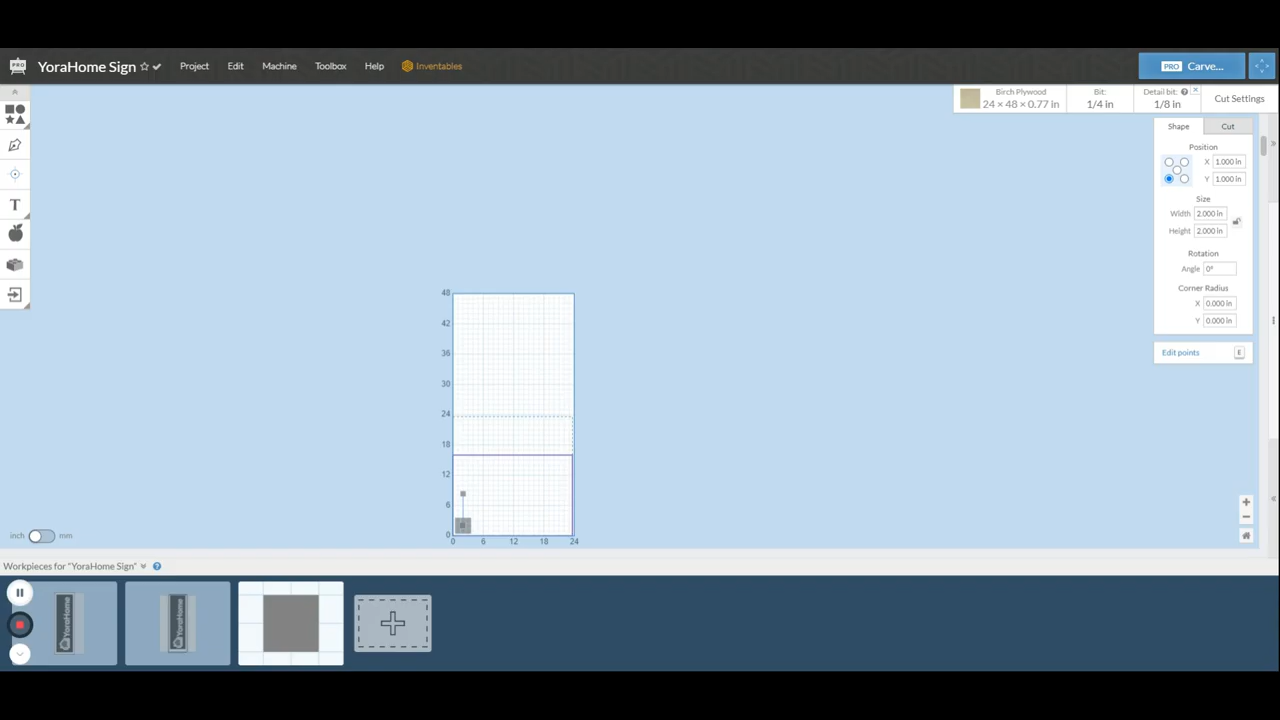 PRO YoraHome Sign Project Edit Machine Toolbox Help Inventables PRO Carve...
Birch Plywood Bit: Detail bit: Cut Settings
24 × 48 × 0.77 in 1/4 in 1/8 in
Shape Cut
Position
X 1.000 in
Y 1.000 in
Size
Width 2.000 in
Height 2.000 in
Rotation
Angle 0°
Corner Radius
X 0.000 in
Y 0.000 in
Edit points E
T
48
42
36
30
24
18
12
6
0
0 6 12 18 24
inch mm
Workpieces for "YoraHome Sign"
YoraHome YoraHome